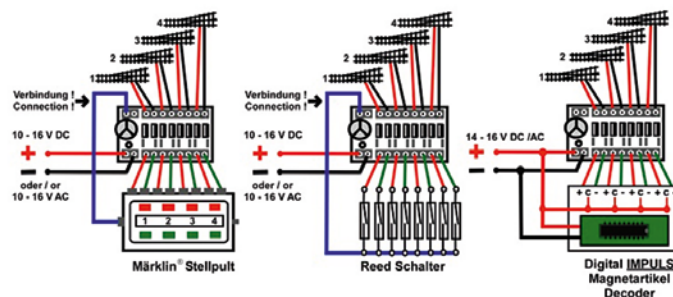 4
3
2
1
Verbindung !
Connection !
10 - 16 V DC
+
-
oder / or
10 - 16 V AC
1 2 3 4
Märklin® Stellpult
4
3
2
1
Verbindung !
Connection !
10 - 16 V DC
+
-
oder / or
10 - 16 V AC
Reed Schalter
4
3
2
1
14 - 16 V DC /AC
+
-
+ c - + c - + c - + c -
Digital IMPULS
Magnetartikel
Decoder